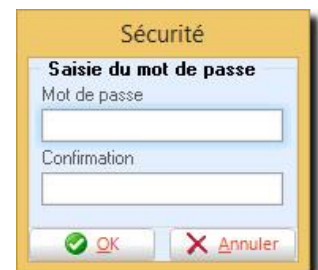 Sécurité
Saisie du mot de passe
Mot de passe
Confirmation
OK
Annuler